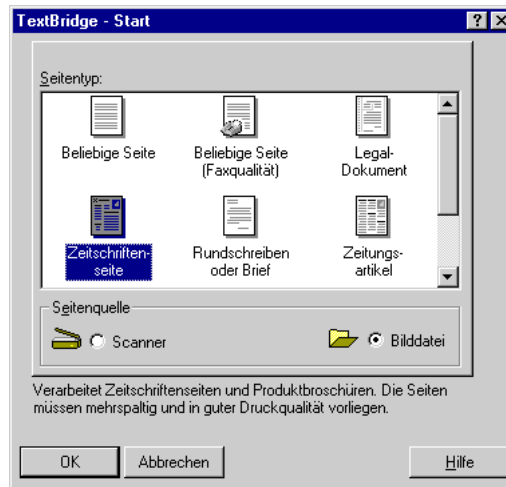 TextBridge - Start
Seitentyp:
Beliebige Seite
Beliebige Seite
(Faxqualität)
Legal-
Dokument
Zeitschriften-
seite
Rundschreiben
oder Brief
Zeitungs-
artikel
Seitenquelle
Scanner
Bilddatei
Verarbeitet Zeitschriftenseiten und Produktbroschüren. Die Seiten
müssen mehrspaltig und in guter Druckqualität vorliegen.
OK
Abbrechen
Hilfe